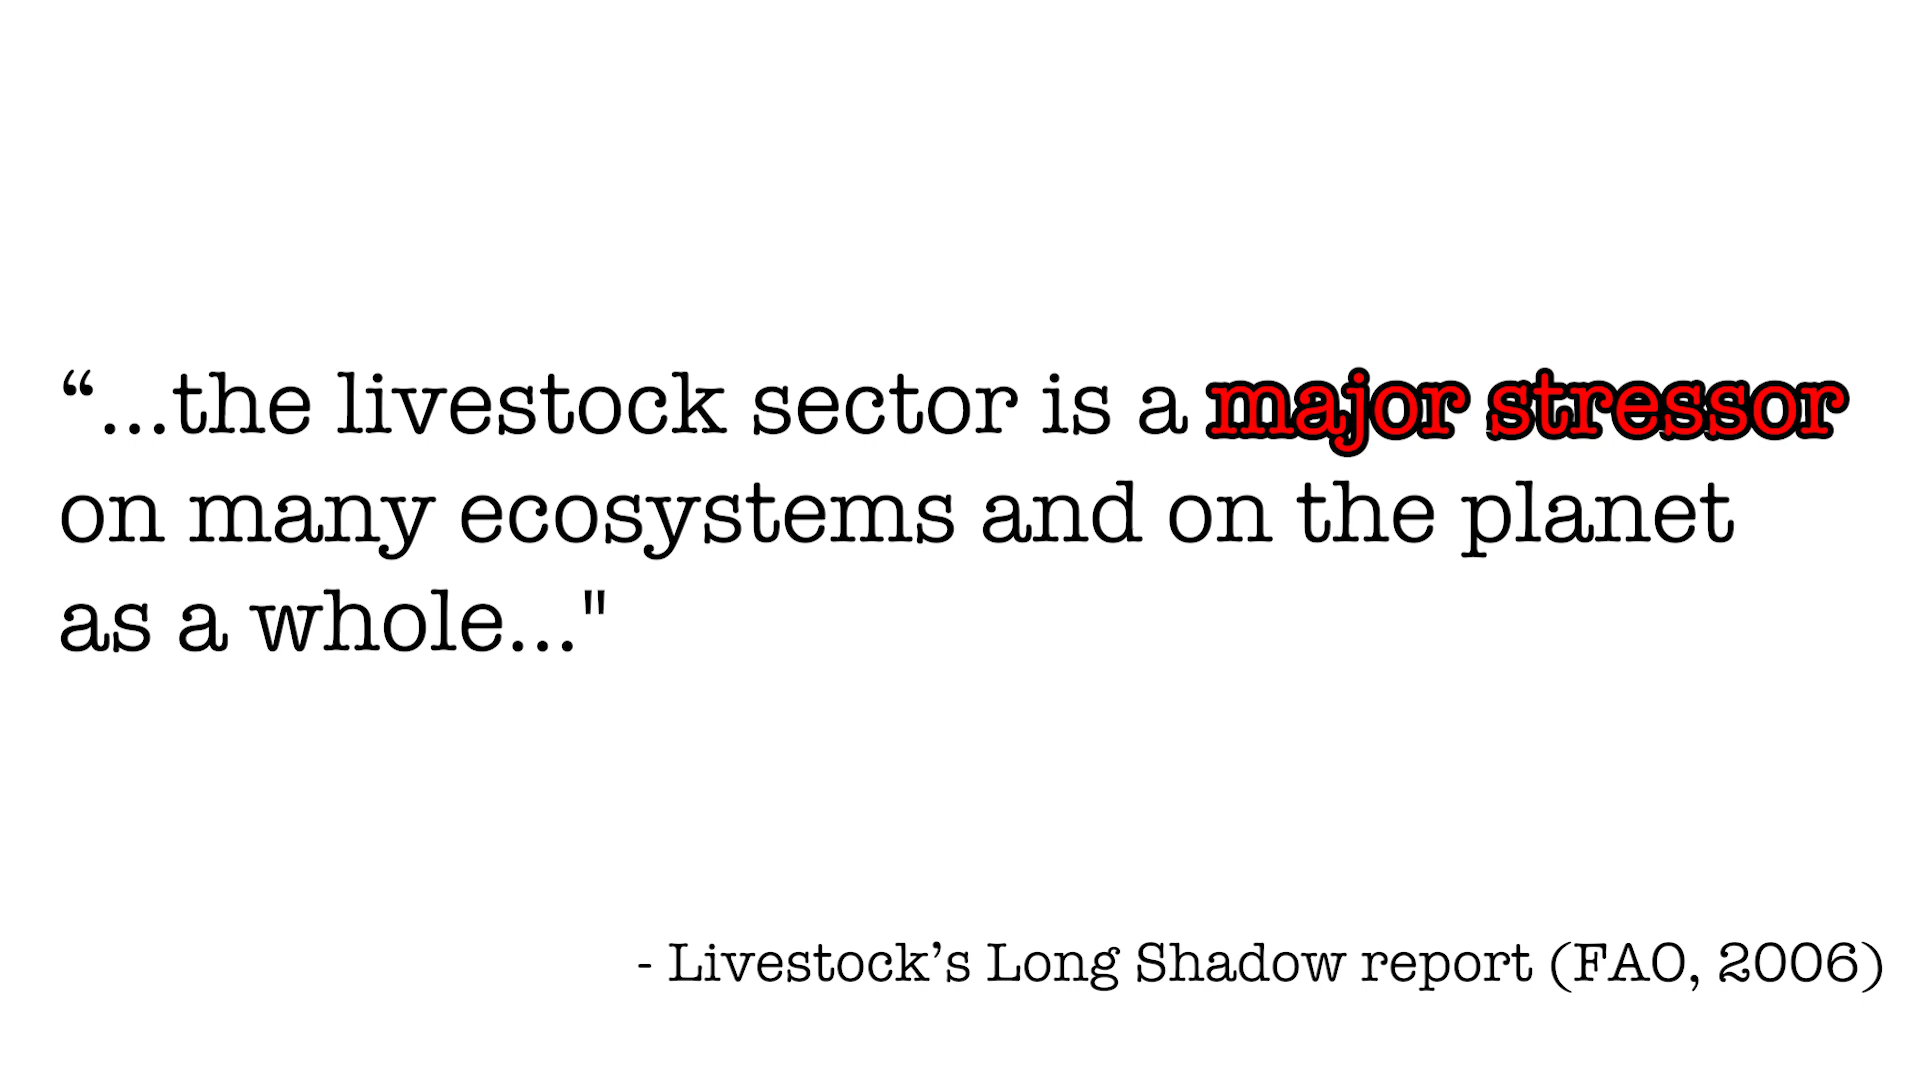 “...the livestock sector is a major stressor
on many ecosystems and on the planet
as a whole..."
- Livestock’s Long Shadow report (FAO, 2006)